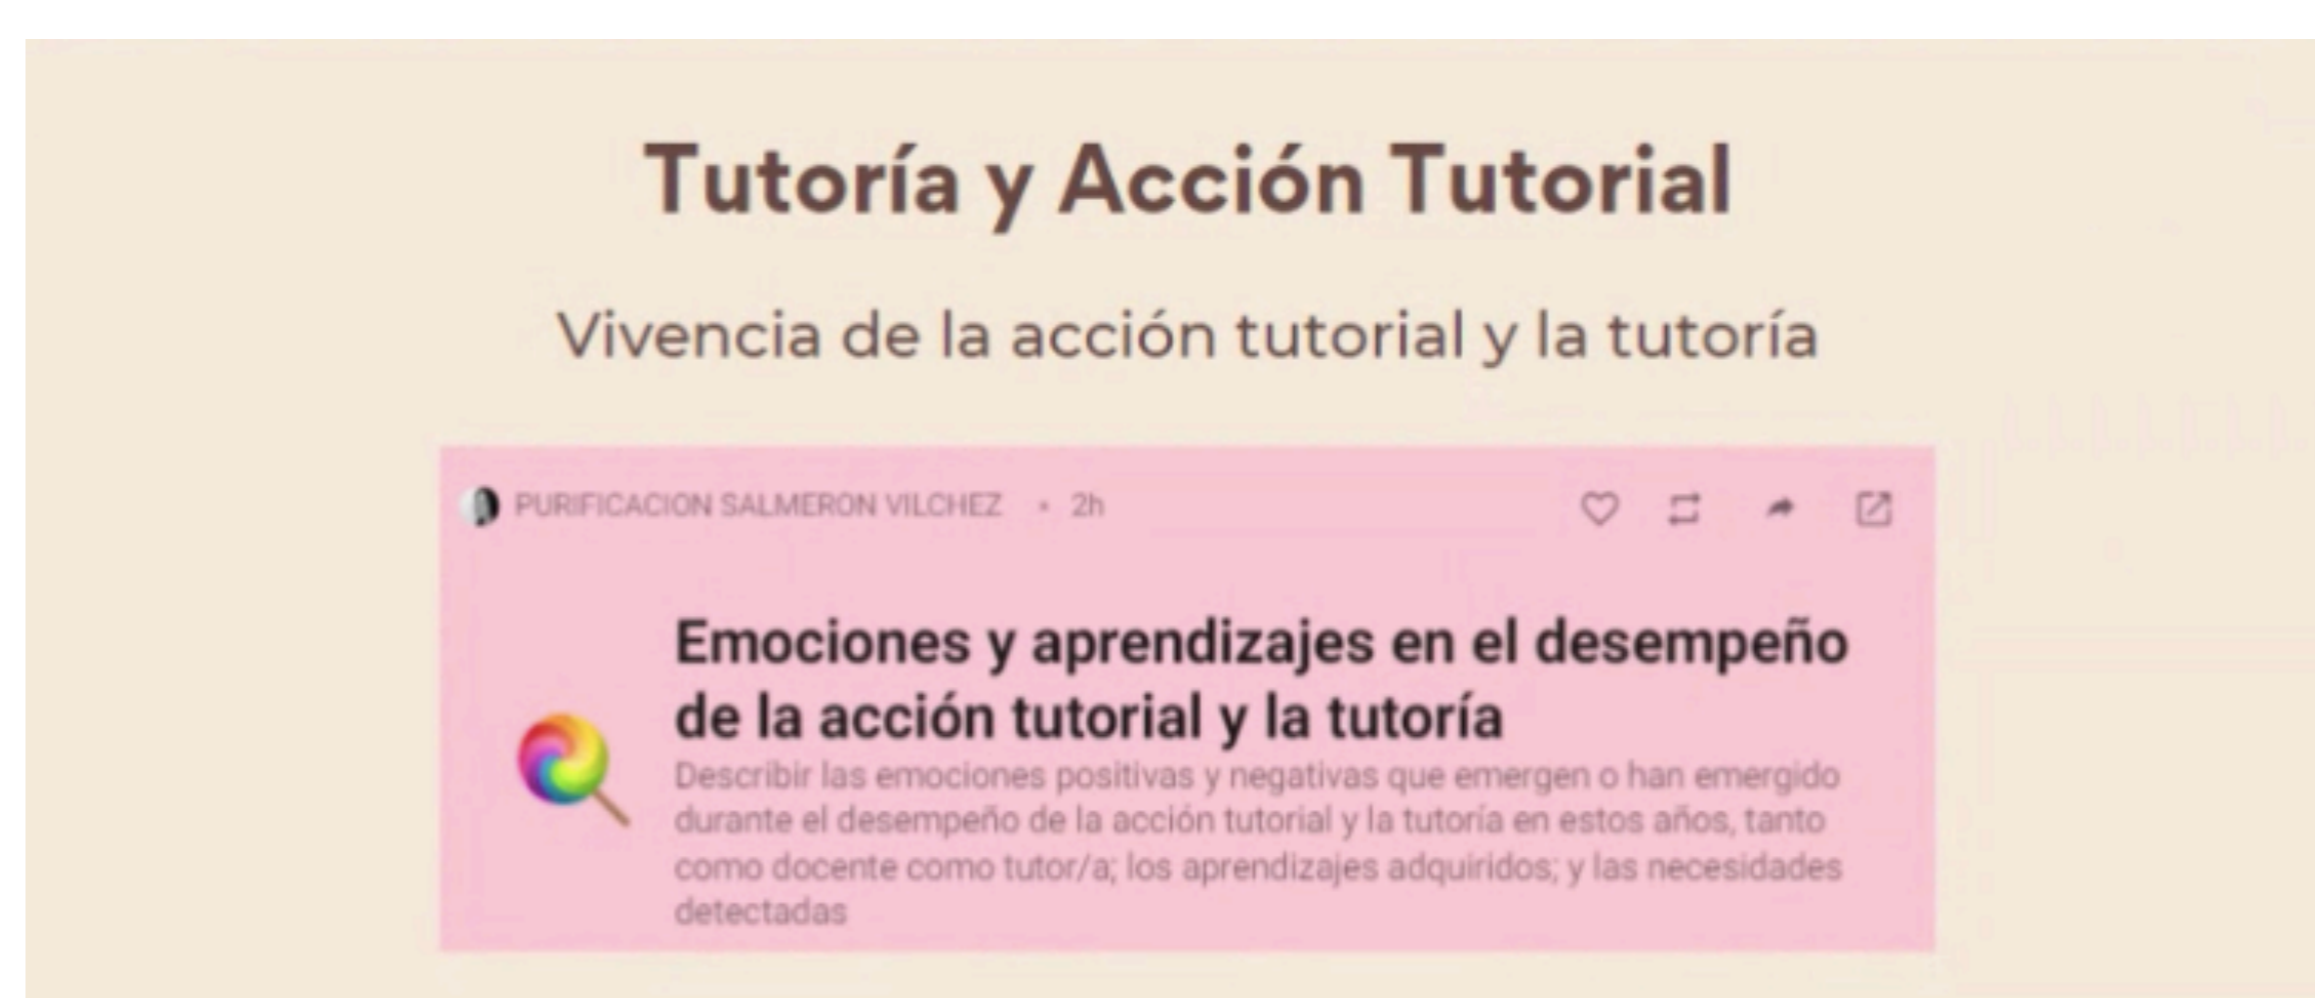 Tutoría y Acción Tutorial
Vivencia de la acción tutorial y la tutoría
PURIFICACION SALMERON VILCHEZ • 2h
Emociones y aprendizajes en el desempeño
de la acción tutorial y la tutoría
Describir las emociones positivas y negativas que emergen o han emergido
durante el desempeño de la acción tutorial y la tutoría en estos años, tanto
como docente como tutor/a; los aprendizajes adquiridos; y las necesidades
detectadas